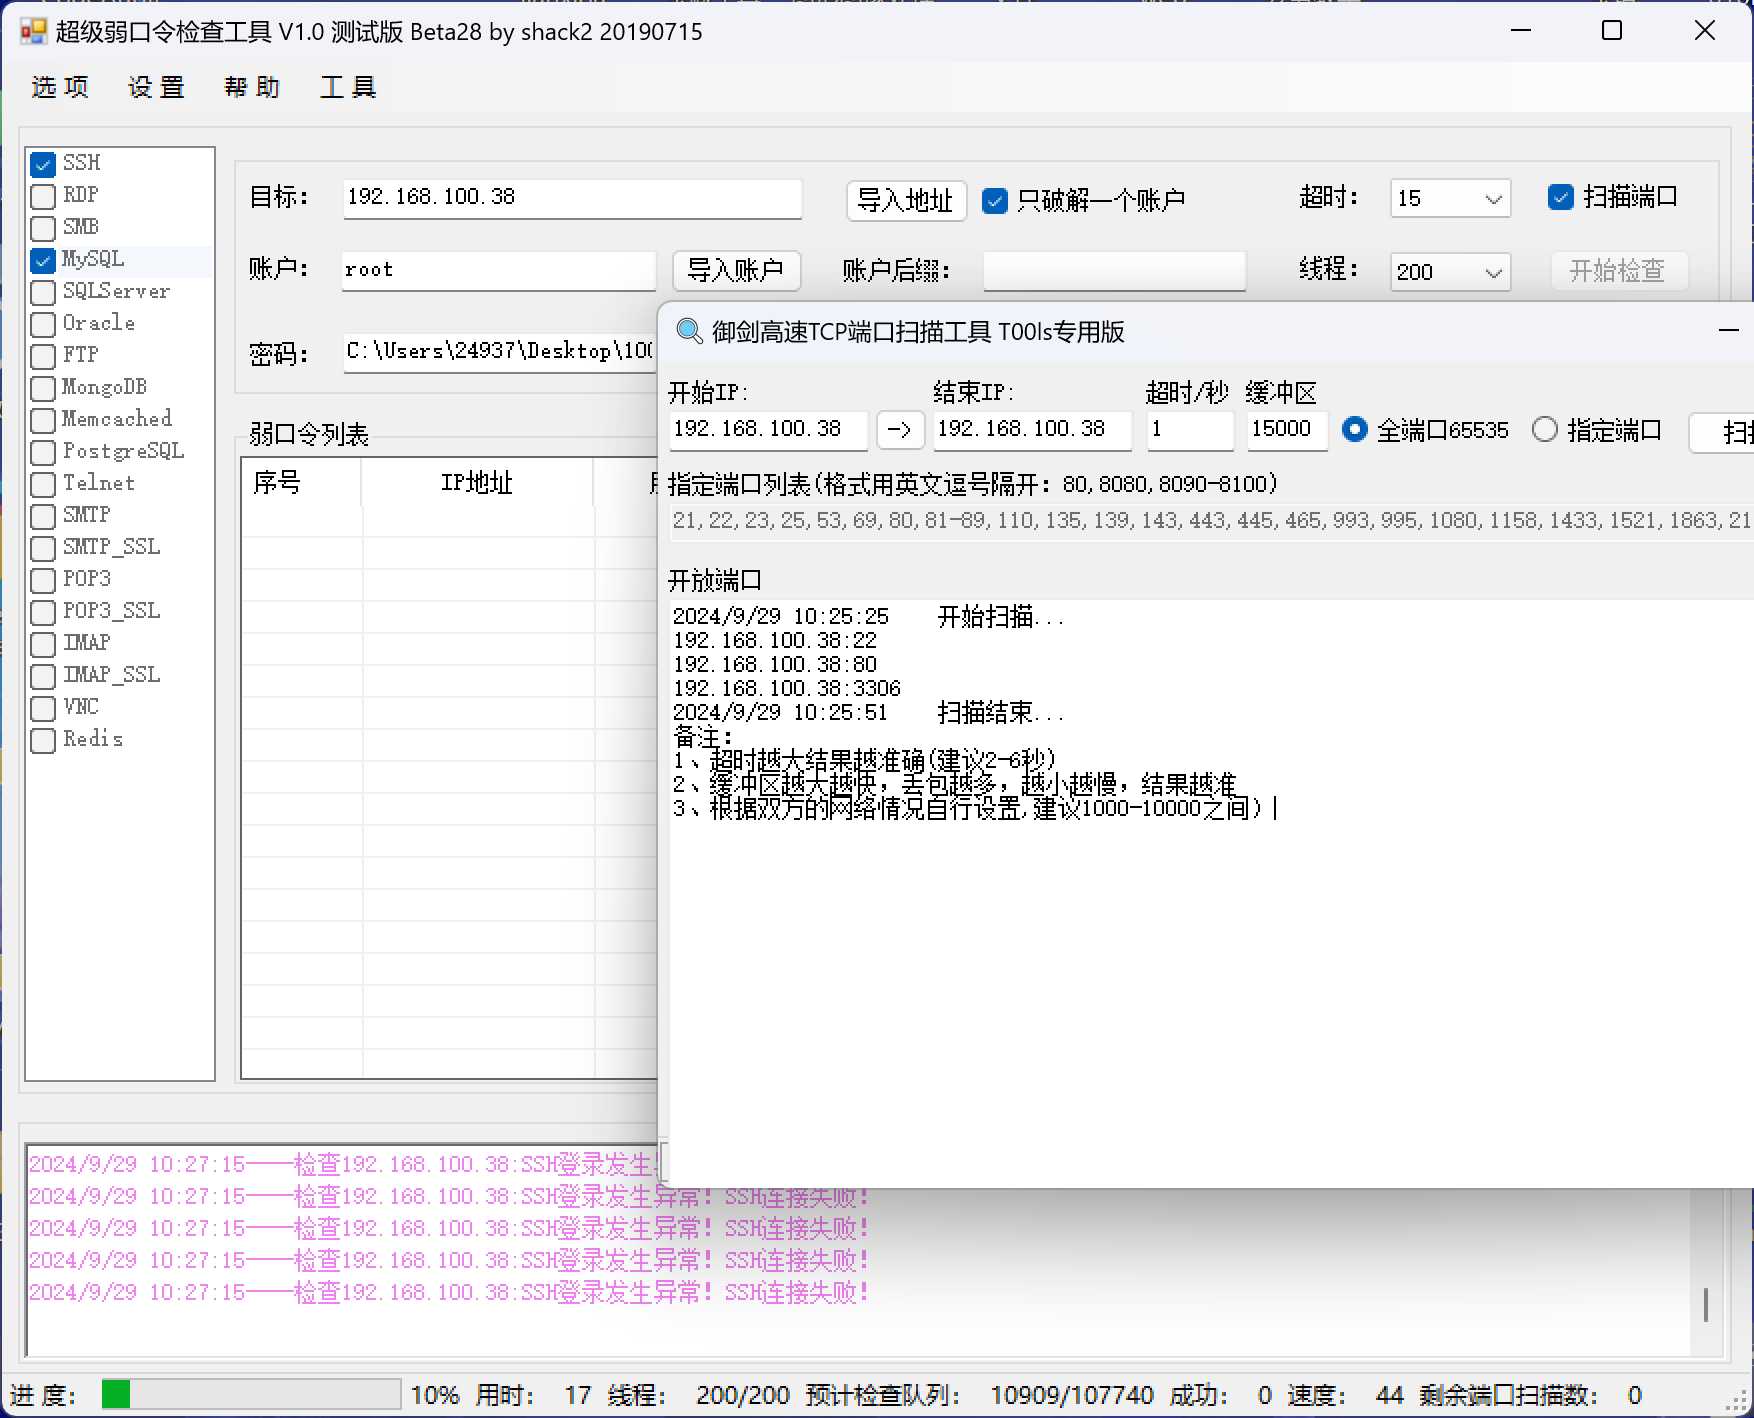 超级弱口令检查工具 V1.0 测试版 Beta28 by shack2 20190715
选 项 设 置 帮 助 工 具
SSH
RDP
SMB
MySQL
SQLServer
Oracle
FTP
MongoDB
Memcached
PostgreSQL
Telnet
SMTP
SMTP_SSL
POP3
POP3_SSL
IMAP
IMAP_SSL
VNC
Redis
目标: 192.168.100.38 导入地址 只破解一个账户 超时: 15 扫描端口
账户: root 导入账户 账户后缀: 线程: 200 开始检查
密码: C:\Users\24937\Desktop\100
弱口令列表
序号 IP地址
御剑高速TCP端口扫描工具 T00ls专用版
开始IP: 结束IP: 超时/秒 缓冲区
192.168.100.38 -> 192.168.100.38 1 15000 全端口65535 指定端口 扫
指定端口列表(格式用英文逗号隔开: 80,8080,8090-8100)
21,22,23,25,53,69,80,81-89,110,135,139,143,443,445,465,993,995,1080,1158,1433,1521,1863,21
开放端口
2024/9/29 10:25:25 开始扫描...
192.168.100.38:22
192.168.100.38:80
192.168.100.38:3306
2024/9/29 10:25:51 扫描结束...
备注:
1、超时越大结果越准确(建议2-6秒)
2、缓冲区越大越快，丢包越多，越小越慢，结果越准
3、根据双方的网络情况自行设置,建议1000-10000之间)
2024/9/29 10:27:15——检查192.168.100.38:SSH登录发生
2024/9/29 10:27:15——检查192.168.100.38:SSH登录发生异常! SSH连接失败!
2024/9/29 10:27:15——检查192.168.100.38:SSH登录发生异常! SSH连接失败!
2024/9/29 10:27:15——检查192.168.100.38:SSH登录发生异常! SSH连接失败!
2024/9/29 10:27:15——检查192.168.100.38:SSH登录发生异常! SSH连接失败!
进 度: 10% 用时: 17 线程: 200/200 预计检查队列: 10909/107740 成功: 0 速度: 44 剩余端口扫描数: 0